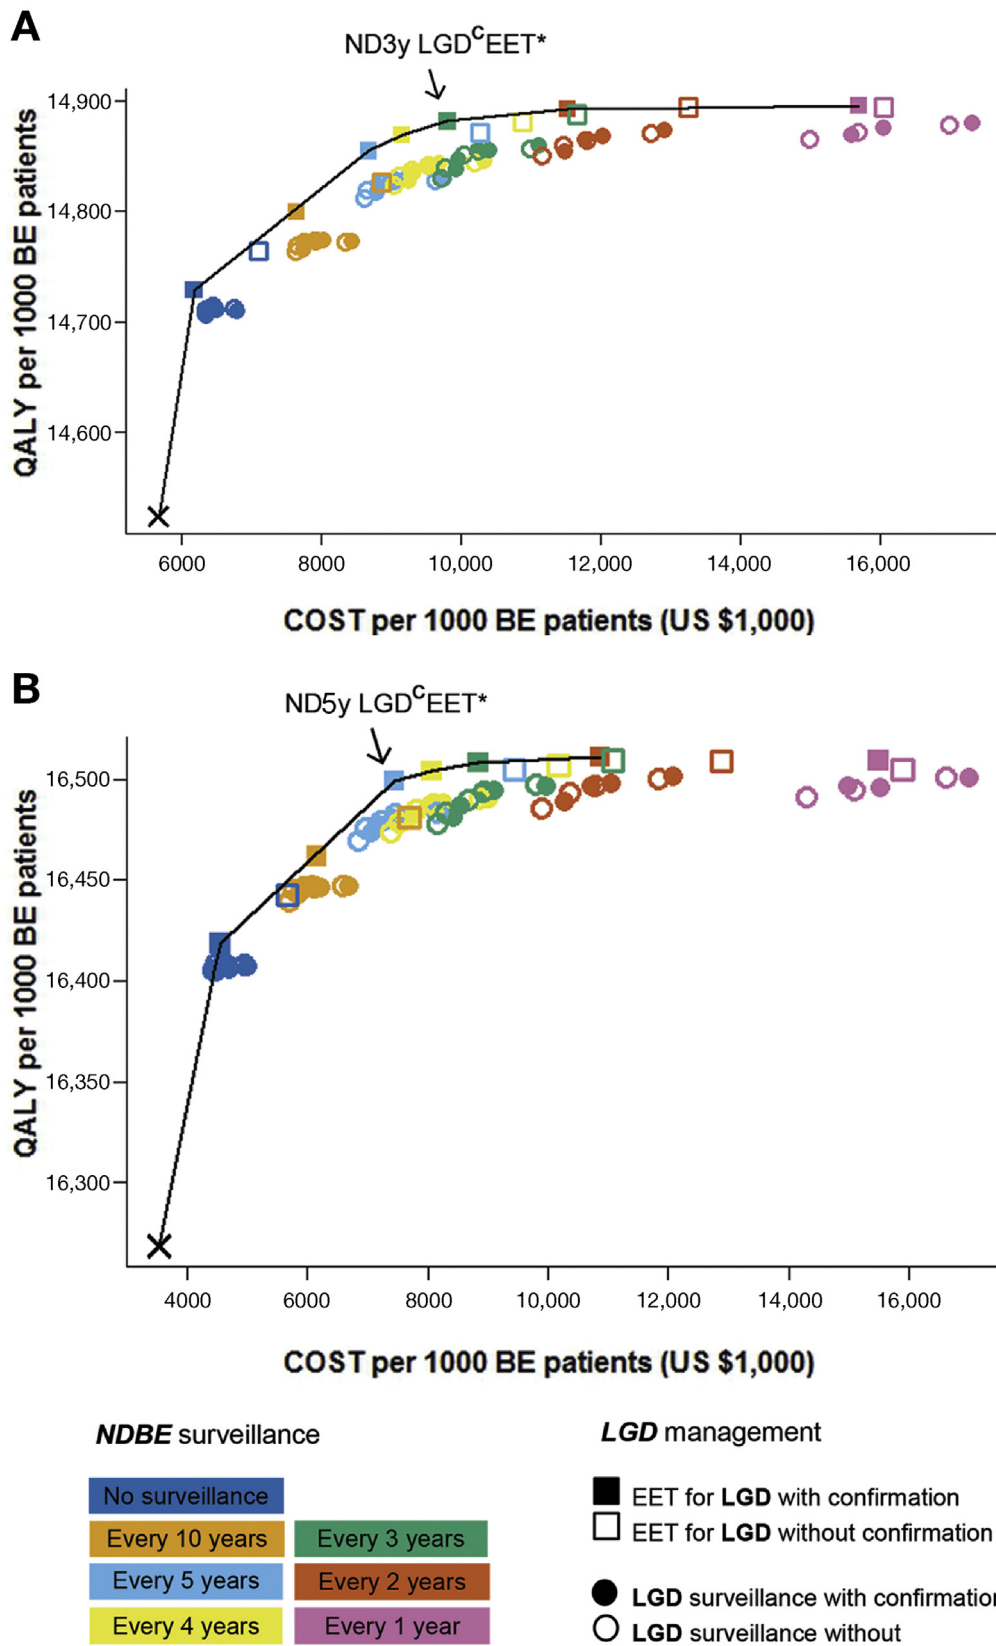 A
ND3y LGDᶜEET*
14,900
14,800
14,700
14,600
QALY per 1000 BE patients
6000 8000 10,000 12,000 14,000 16,000
COST per 1000 BE patients (US $1,000)
B
ND5y LGDᶜEET*
16,500
16,450
16,400
16,350
16,300
QALY per 1000 BE patients
4000 6000 8000 10,000 12,000 14,000 16,000
COST per 1000 BE patients (US $1,000)
NDBE surveillance
No surveillance
Every 10 years
Every 3 years
Every 5 years
Every 2 years
Every 4 years
Every 1 year
LGD management
EET for LGD with confirmation
EET for LGD without confirmation
LGD surveillance with confirmation
LGD surveillance without